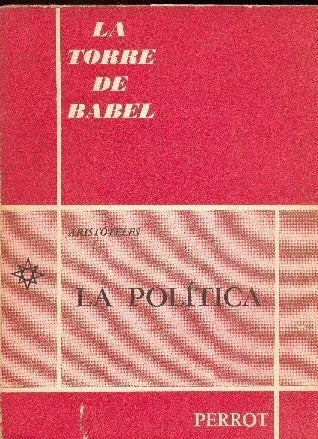 LA
TORRE
DE
BABEL
ARISTÓTELES
LA POLÍTICA
PERROT